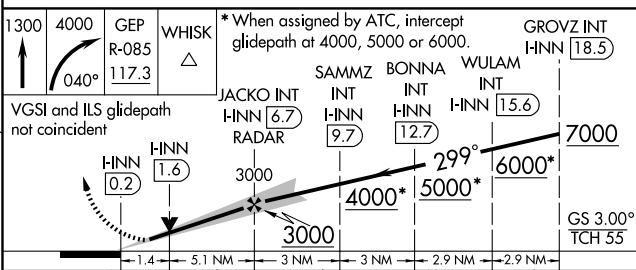 1300
4000
040°
GEP
R-085
117.3
WHISK
* When assigned by ATC, intercept
glidepath at 4000, 5000 or 6000.
GROVZ INT
I-INN 18.5
VGSI and ILS glidepath
not coincident
JACKO INT
I-INN 6.7
RADAR
SAMMZ
INT
I-INN
9.7
BONNA
INT
I-INN
12.7
WULAM
INT
I-INN 15.6
I-INN
0.2
I-INN
1.6
3000
3000
4000*
299°
5000*
6000*
7000
GS 3.00°
TCH 55
1.4
5.1 NM
3 NM
3 NM
2.9 NM
2.9 NM